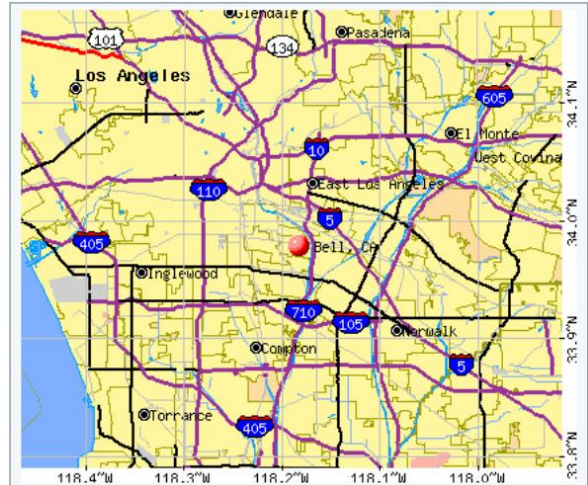 Glendale
101
134
Pasadena
Los Angeles
605
34.1°N
El Monte
10
West Covina
110
East Los Angeles
5
34.0°N
405
Bell, CA
Inglewood
710
105
Norwalk
33.9°N
Compton
5
Torrance
405
33.8°N
118.4°W
118.3°W
118.2°W
118.1°W
118.0°W